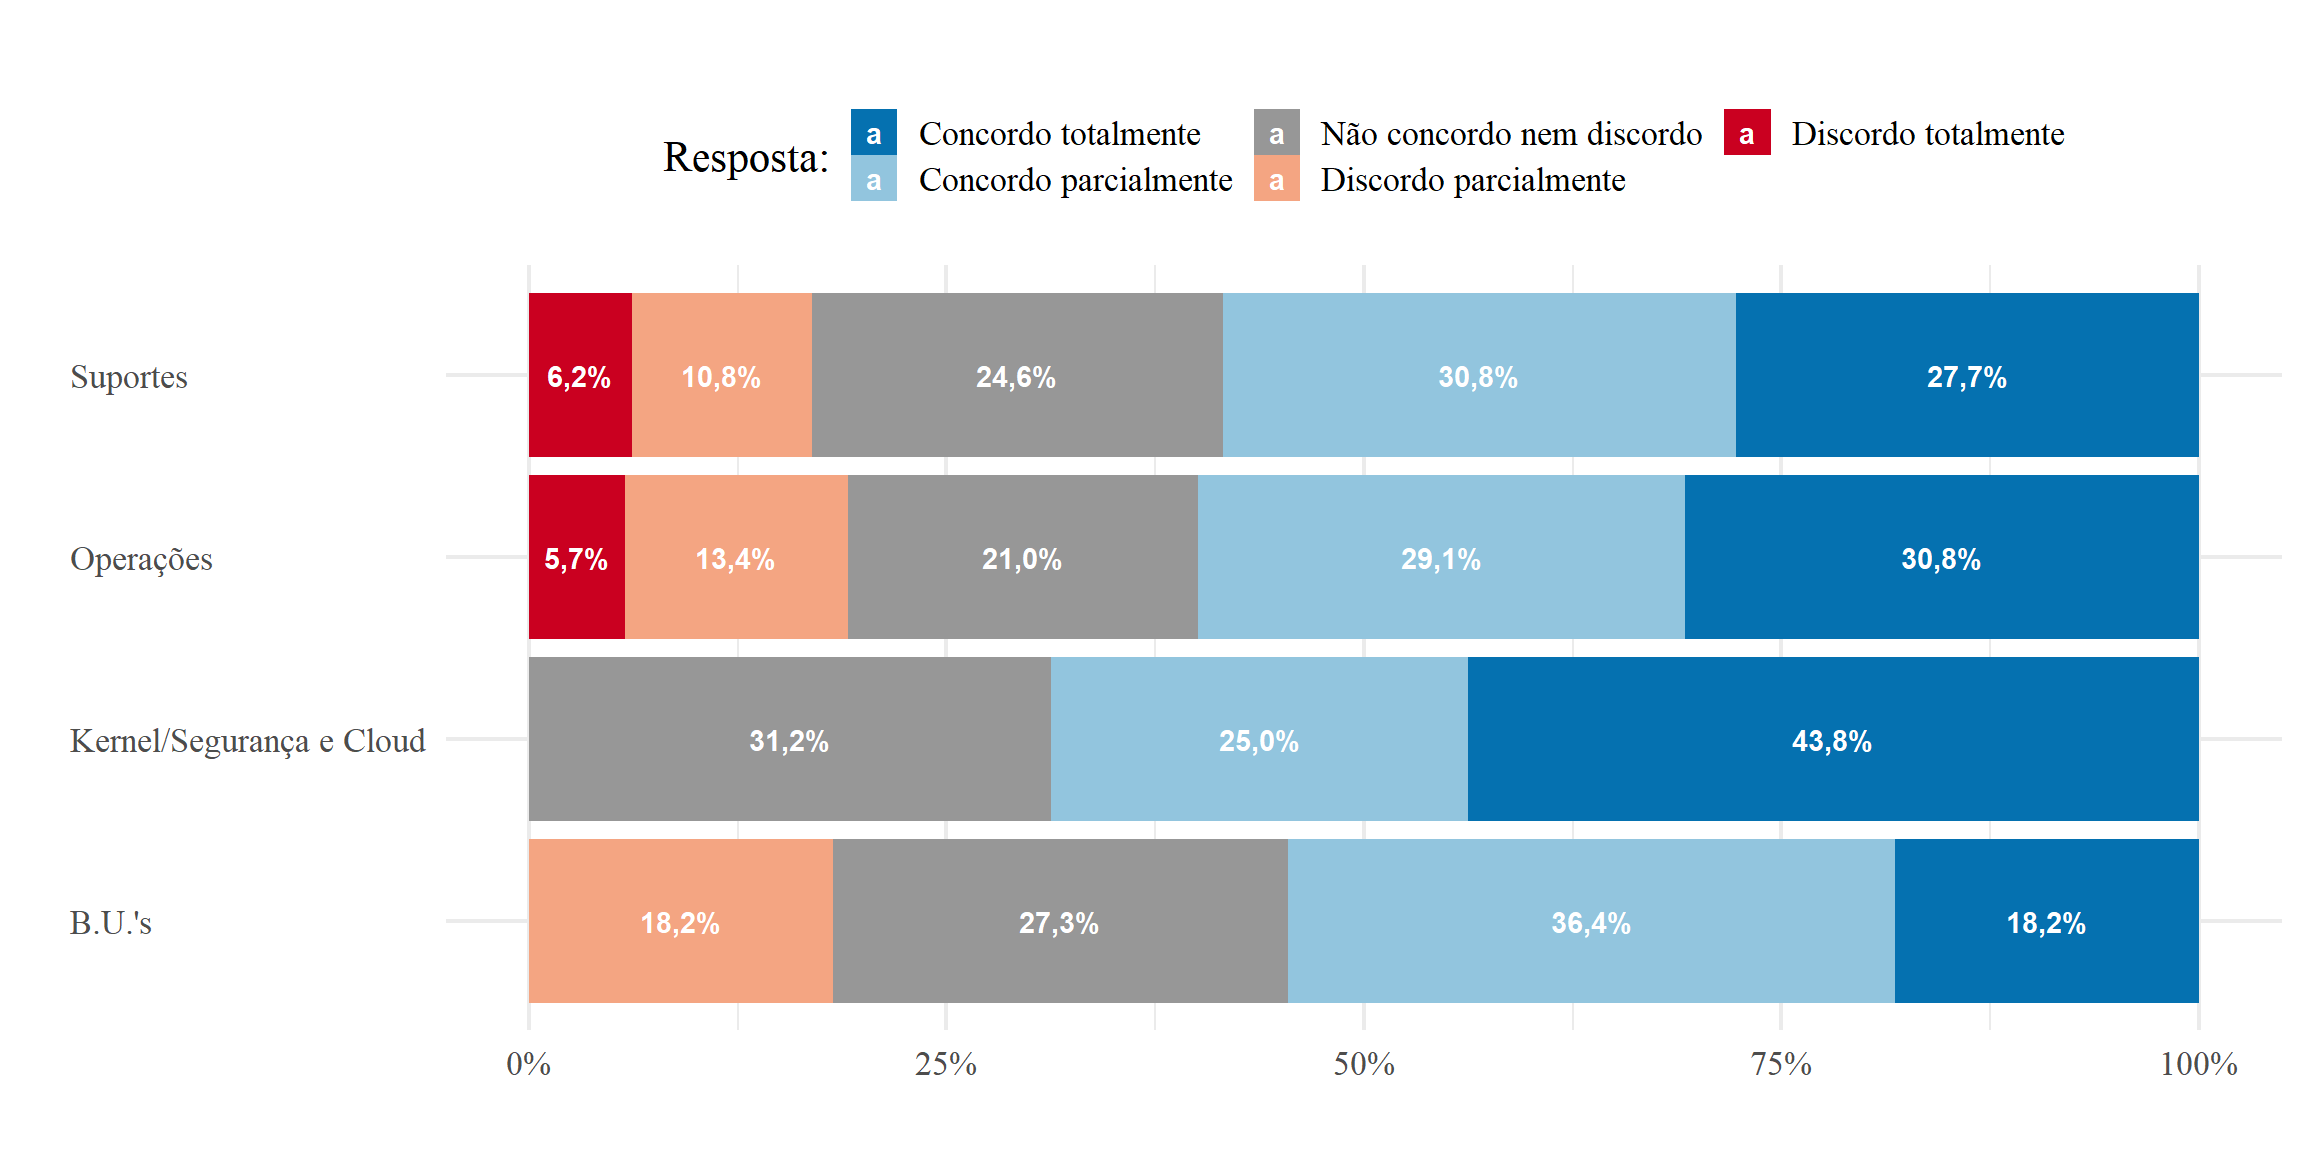 Resposta:
a Concordo totalmente
a Concordo parcialmente
a Não concordo nem discordo
a Discordo parcialmente
a Discordo totalmente
Suportes
6,2% 10,8% 24,6% 30,8% 27,7%
Operações
5,7% 13,4% 21,0% 29,1% 30,8%
Kernel/Segurança e Cloud
31,2% 25,0% 43,8%
B.U.'s
18,2% 27,3% 36,4% 18,2%
0% 25% 50% 75% 100%